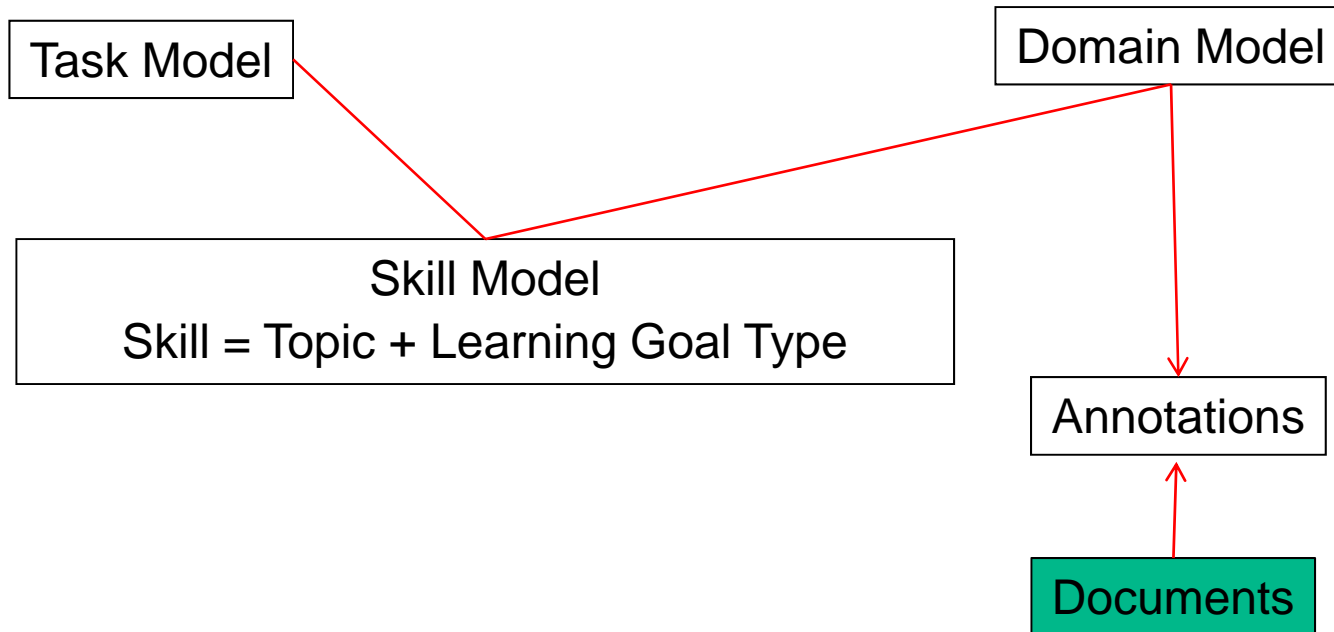 Task Model
Domain Model
Skill Model
Skill = Topic + Learning Goal Type
Annotations
Documents